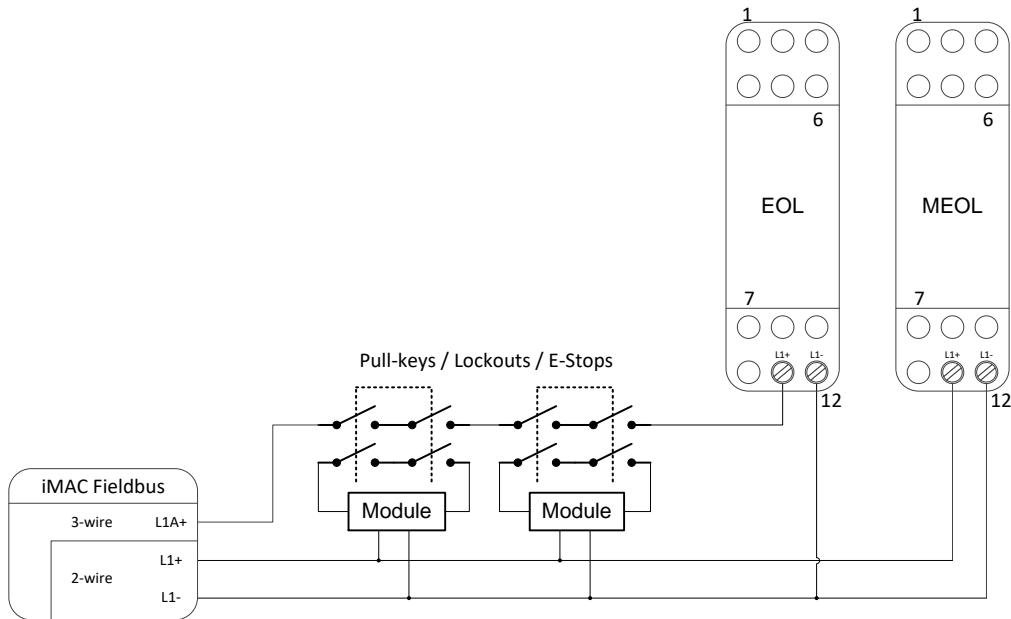 1
1
6
6
EOL
MEOL
7
7
L1+ L1-
L1+ L1-
12
12
Pull-keys / Lockouts / E-Stops
iMAC Fieldbus
3-wire L1A+
Module
Module
L1+
2-wire
L1-